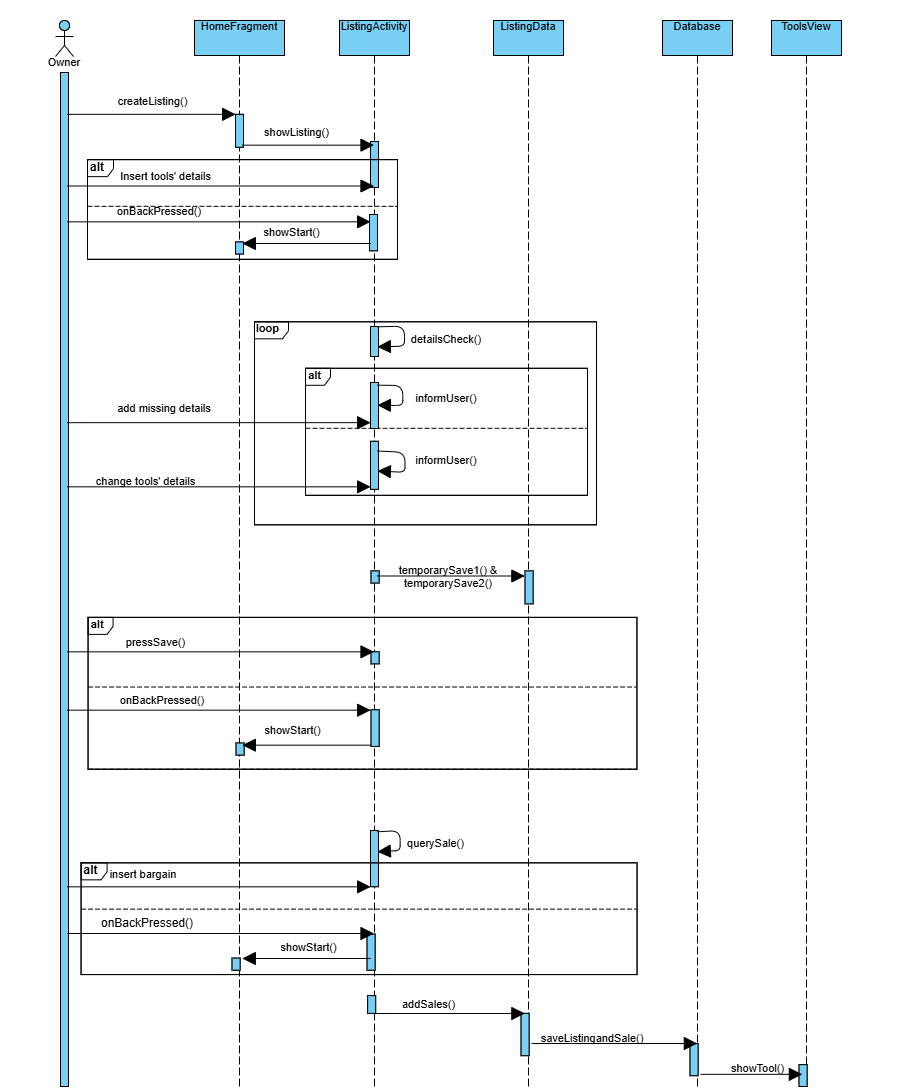 HomeFragment
ListingActivity
ListingData
Database
ToolsView
Owner
createListing()
showListing()
alt
Insert tools' details
onBackPressed()
showStart()
loop
detailsCheck()
alt
informUser()
add missing details
informUser()
change tools' details
temporarySave1() &
temporarySave2()
alt
pressSave()
onBackPressed()
showStart()
querySale()
alt
insert bargain
onBackPressed()
showStart()
addSales()
saveListingandSale()
showTool()